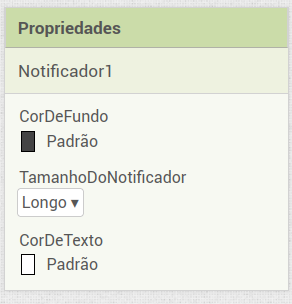 Propriedades
Notificador1
CorDeFundo
Padrão
TamanhoDoNotificador
Longo ▾
CorDeTexto
Padrão